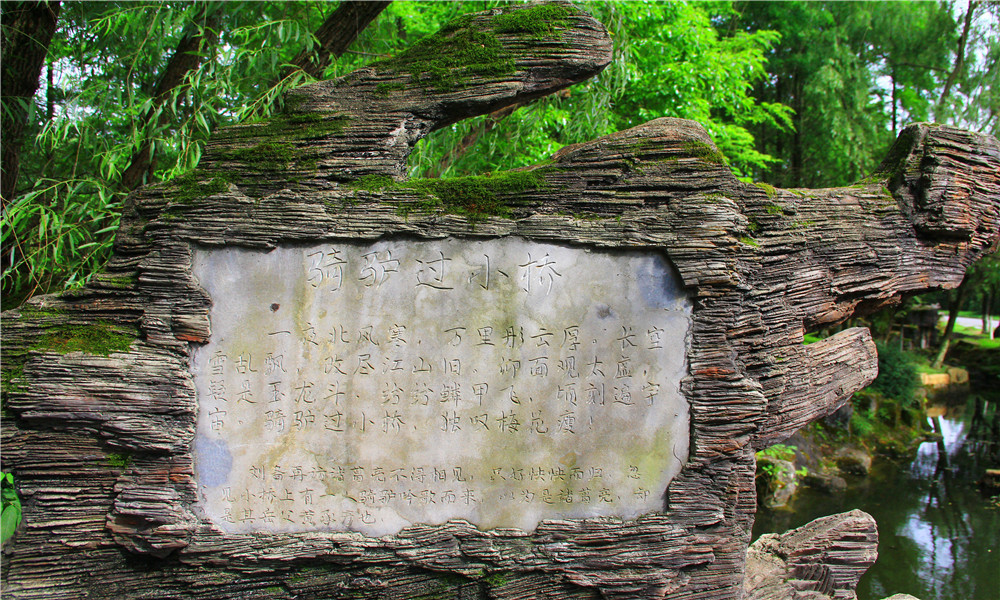 骑驴过小桥
一夜北风寒，万里彤云厚。长空
雪乱飘，改尽江山旧。仰面观太虚，
疑是玉龙斗。纷纷鳞甲飞，顷刻遍宇
宙。骑驴过小桥，独叹梅花瘦！
刘备再访诸葛亮不得相见，只好怏怏而归，忽
见小桥上有一人骑驴吟歌而来，以为是诸葛亮，却
是其岳父黄承彦也